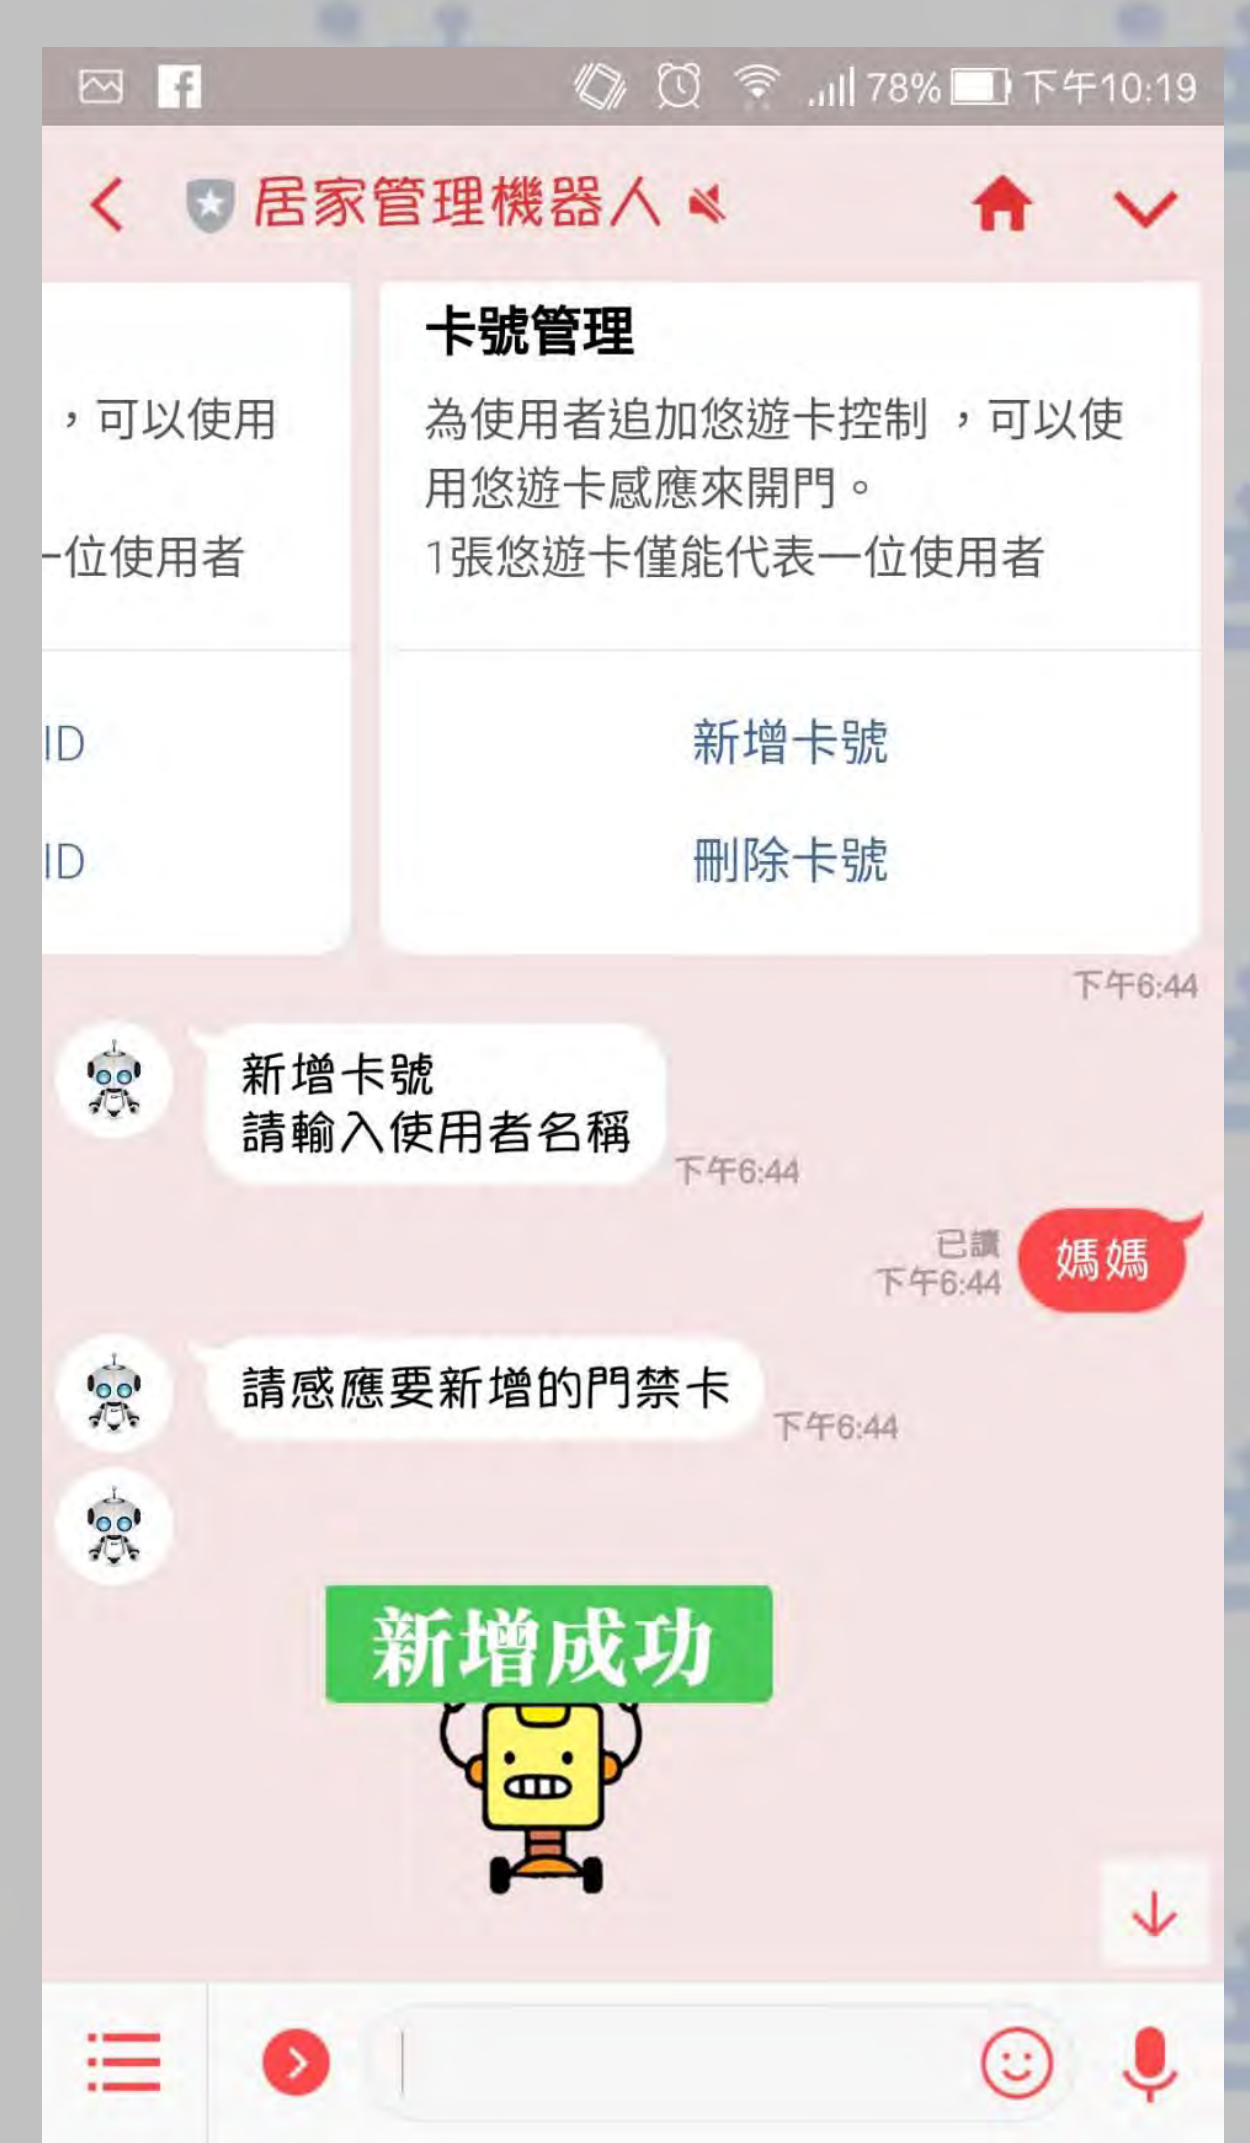 78% 下午10:19
居家管理機器人
卡號管理
，可以使用
一位使用者
為使用者追加悠遊卡控制，可以使
用悠遊卡感應來開門。
1張悠遊卡僅能代表一位使用者
ID
ID
新增卡號
刪除卡號
下午6:44
新增卡號
請輸入使用者名稱
下午6:44
已讀
下午6:44
媽媽
請感應要新增的門禁卡
下午6:44
新增成功